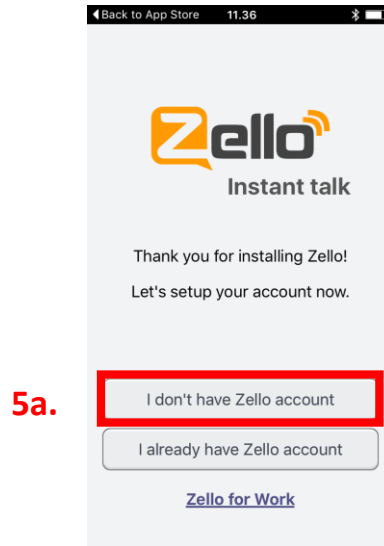 Back to App Store 11.36
Zello
Instant talk
Thank you for installing Zello!
Let's setup your account now.
5a.
I don't have Zello account
I already have Zello account
Zello for Work